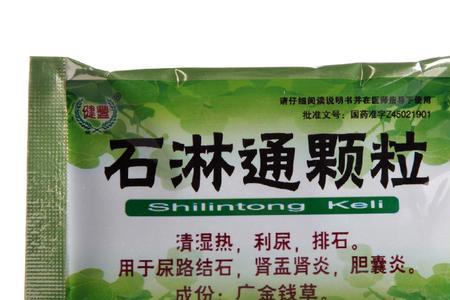 健豐
请仔细阅读说明书并在医师指导下使用
批准文号：国药准字Z45021901
石淋通颗粒
Shilintong Keli
清湿热，利尿，排石。
用于尿路结石，肾盂肾炎，胆囊炎。
成份：广金钱草。